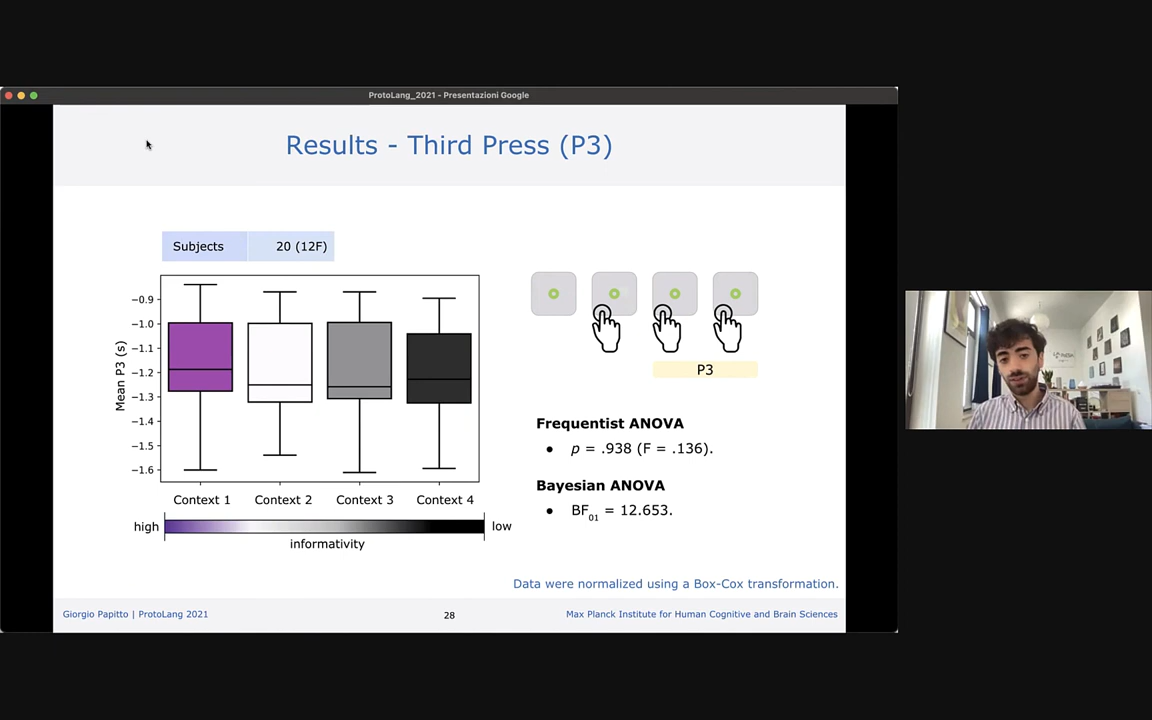 ProtoLang_2021 - Presentazioni Google
Results - Third Press (P3)
Subjects 20 (12F)
Mean P3 (s)
−0.9
−1.0
−1.1
−1.2
−1.3
−1.4
−1.5
−1.6
Context 1 Context 2 Context 3 Context 4
high low
informativity
P3
Frequentist ANOVA
● p = .938 (F = .136).
Bayesian ANOVA
● BF01 = 12.653.
Data were normalized using a Box-Cox transformation.
Giorgio Papitto | ProtoLang 2021 28 Max Planck Institute for Human Cognitive and Brain Sciences